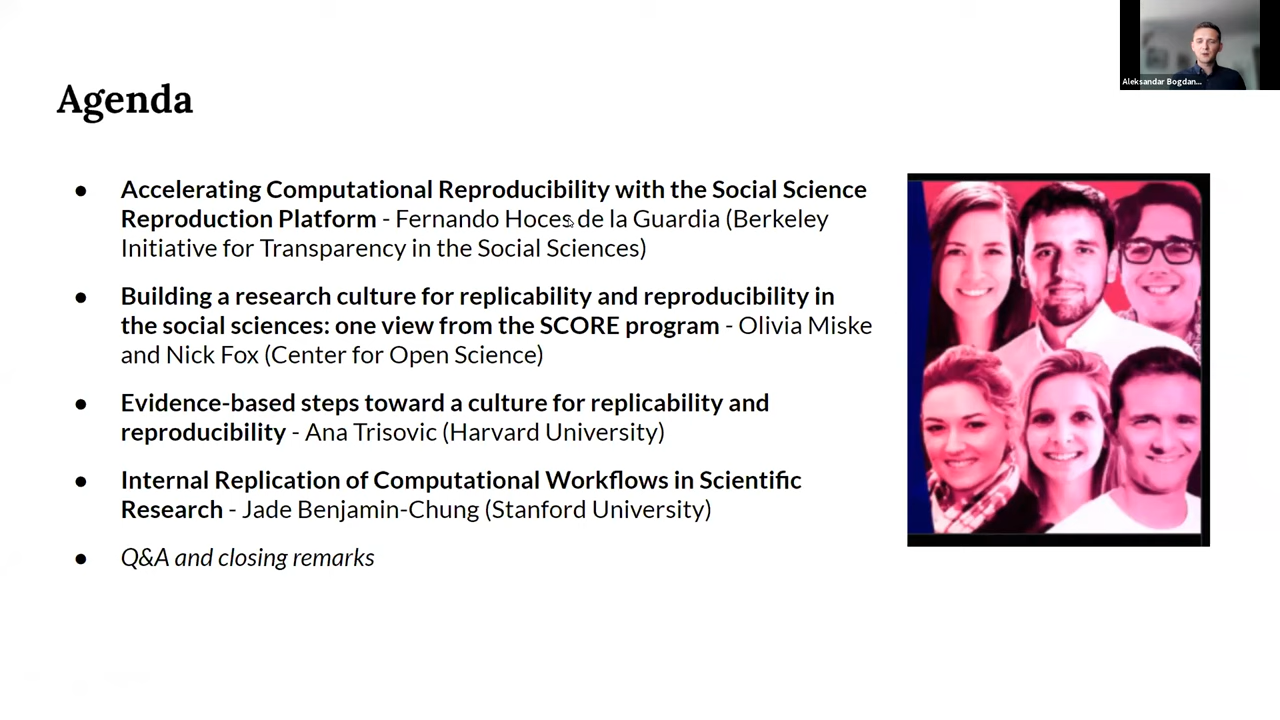 Aleksandar Bogdan...
Agenda
● Accelerating Computational Reproducibility with the Social Science
Reproduction Platform - Fernando Hoces de la Guardia (Berkeley
Initiative for Transparency in the Social Sciences)
● Building a research culture for replicability and reproducibility in
the social sciences: one view from the SCORE program - Olivia Miske
and Nick Fox (Center for Open Science)
● Evidence-based steps toward a culture for replicability and
reproducibility - Ana Trisovic (Harvard University)
● Internal Replication of Computational Workflows in Scientific
Research - Jade Benjamin-Chung (Stanford University)
● Q&A and closing remarks